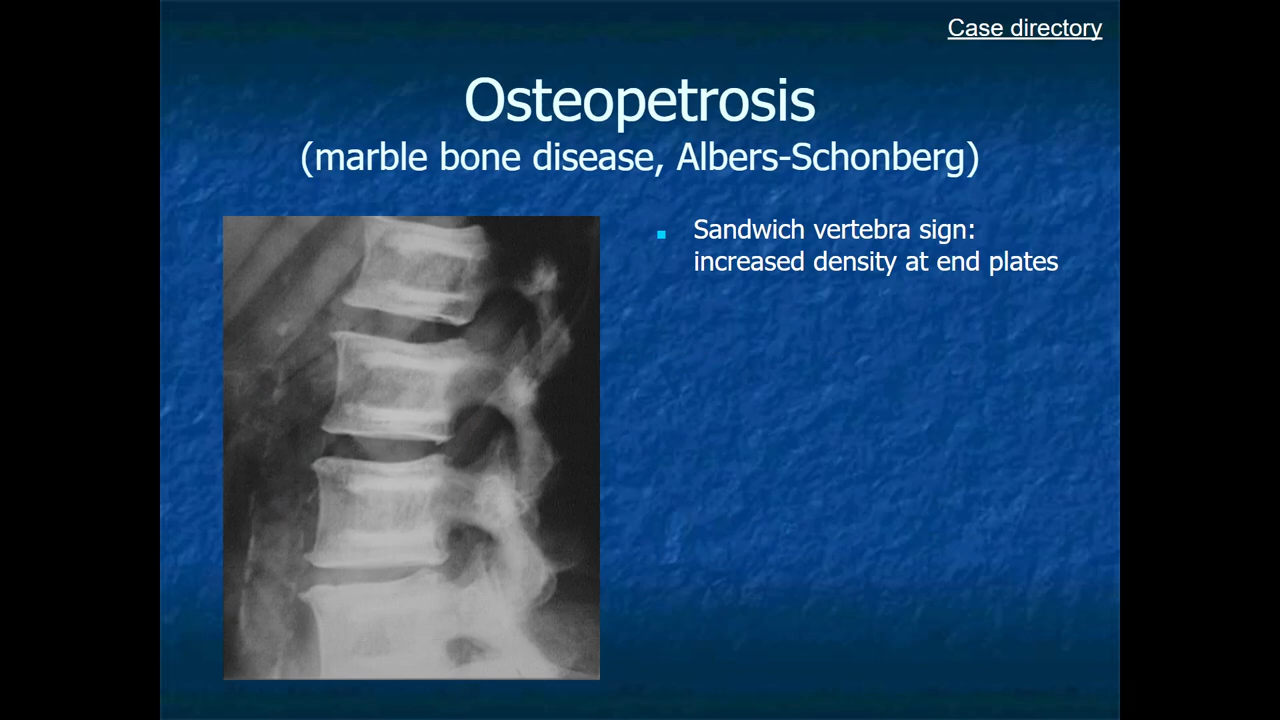 Case directory
Osteopetrosis
(marble bone disease, Albers-Schonberg)
Sandwich vertebra sign:
increased density at end plates